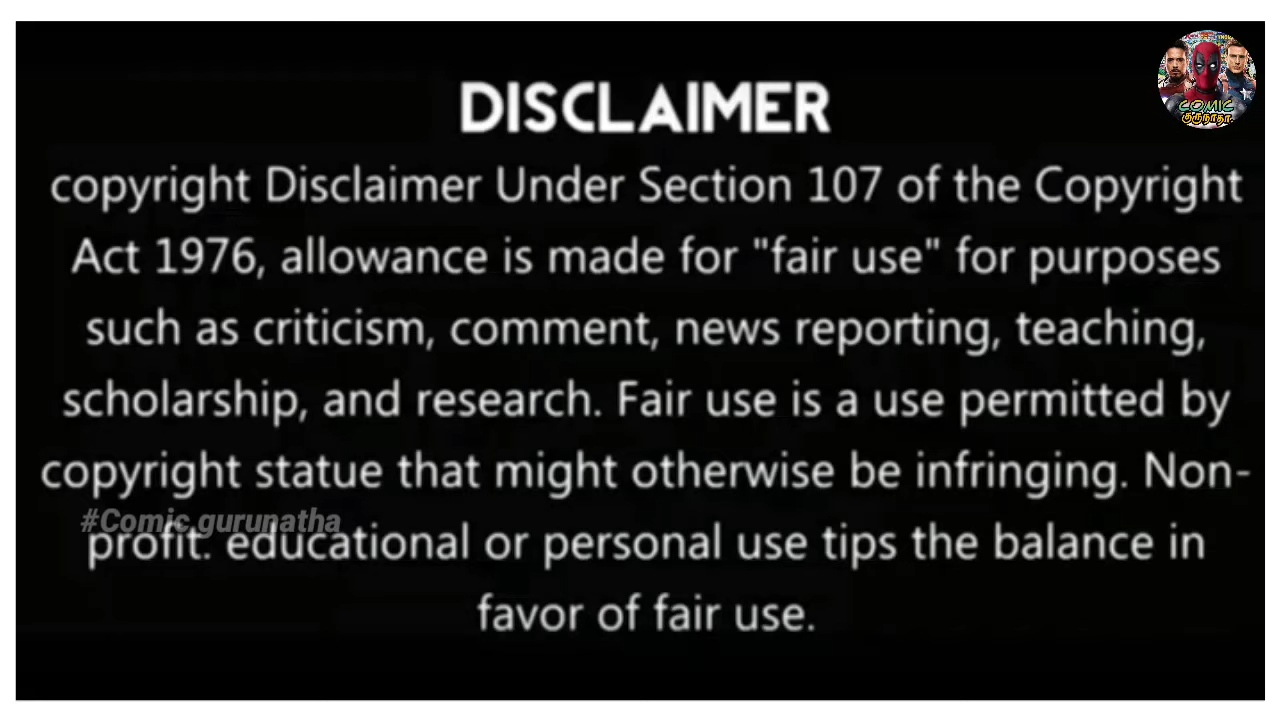 DISCLAIMER
copyright Disclaimer Under Section 107 of the Copyright
Act 1976, allowance is made for "fair use" for purposes
such as criticism, comment, news reporting, teaching,
scholarship, and research. Fair use is a use permitted by
copyright statue that might otherwise be infringing. Non-
#Comic.gurunatha
profit. educational or personal use tips the balance in
favor of fair use.
COMIC
குருநாதா